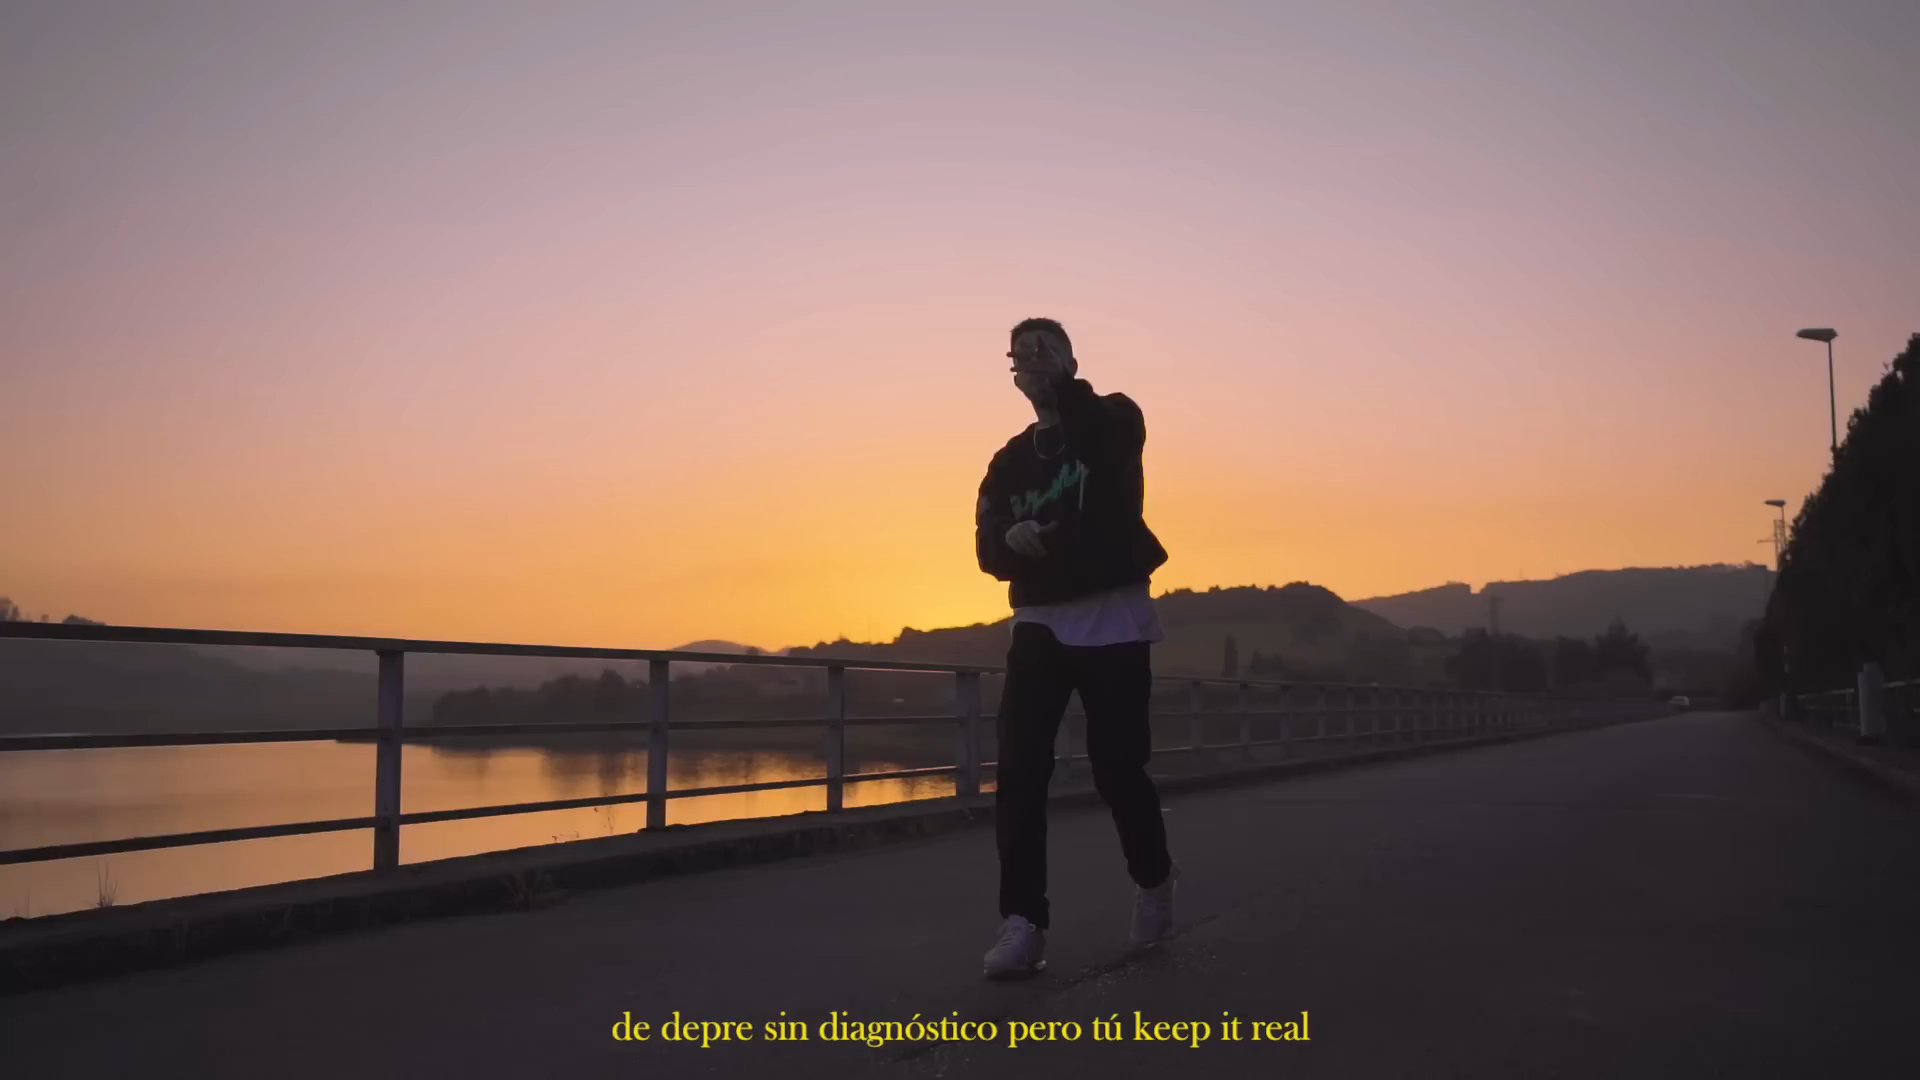 de depre sin diagnóstico pero tú keep it real